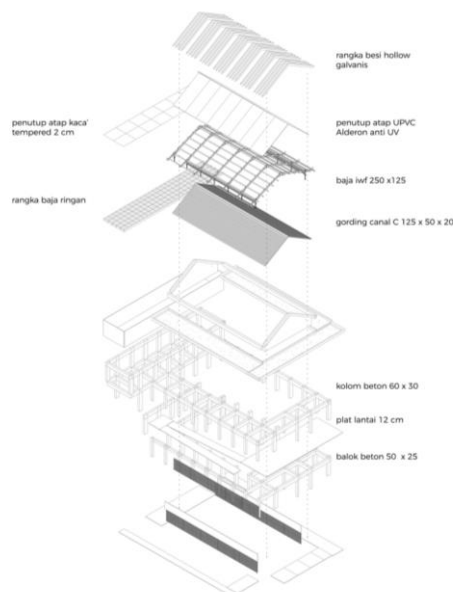 rangka besi hollow
galvanis
penutup atap kaca'
tempered 2 cm
penutup atap UPVC
Alderon anti UV
baja iwf 250 x125
rangka baja ringan
gording canal C 125 x 50 x 20
kolom beton 60 x 30
plat lantai 12 cm
balok beton 50 x 25